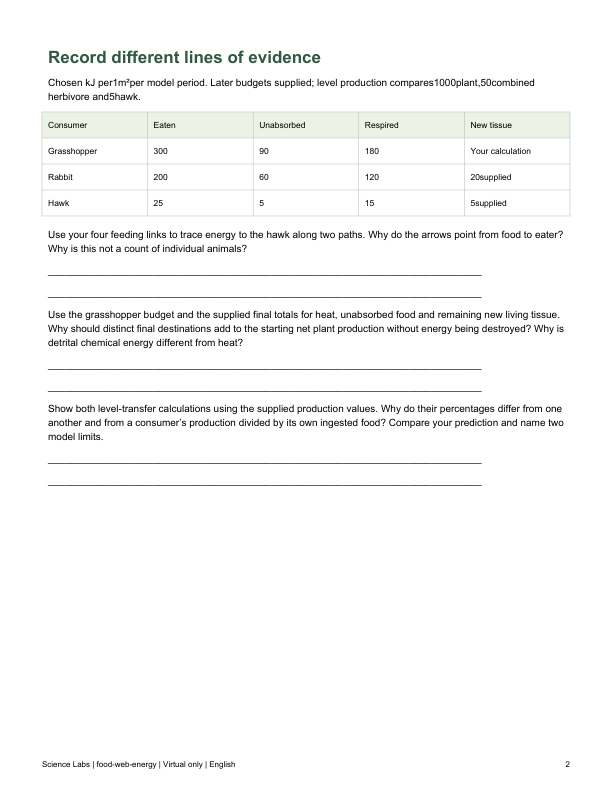 Record different lines of evidence
Chosen kJ per1m²per model period. Later budgets supplied; level production compares1000plant,50combined
herbivore and5hawk.
Consumer Eaten Unabsorbed Respired New tissue
Grasshopper 300 90 180 Your calculation
Rabbit 200 60 120 20supplied
Hawk 25 5 15 5supplied
Use your four feeding links to trace energy to the hawk along two paths. Why do the arrows point from food to eater?
Why is this not a count of individual animals?
Use the grasshopper budget and the supplied final totals for heat, unabsorbed food and remaining new living tissue.
Why should distinct final destinations add to the starting net plant production without energy being destroyed? Why is
detrital chemical energy different from heat?
Show both level-transfer calculations using the supplied production values. Why do their percentages differ from one
another and from a consumer's production divided by its own ingested food? Compare your prediction and name two
model limits.
Science Labs | food-web-energy | Virtual only | English 2